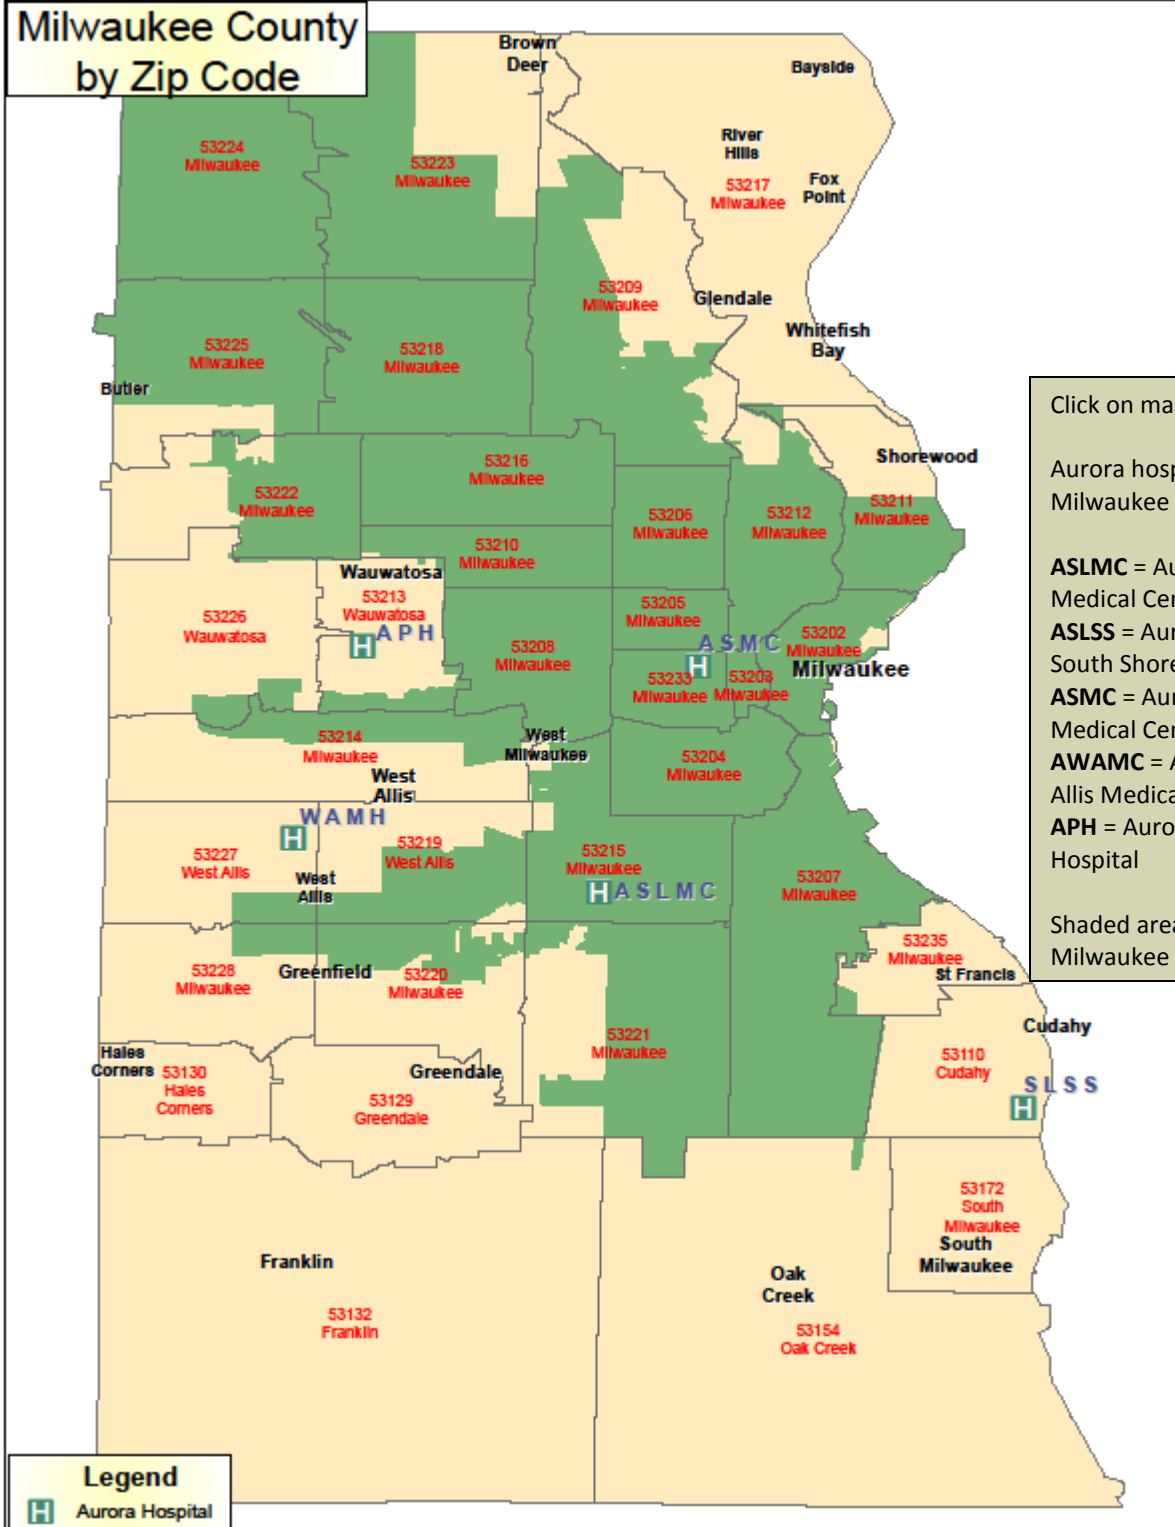 Milwaukee County
by Zip Code
Brown
Deer
Bayside
River
Hills
53224
Milwaukee
53223
Milwaukee
53217
Milwaukee
Fox
Point
53209
Milwaukee
Glendale
Whitefish
Bay
53225
Milwaukee
53218
Milwaukee
Butler
Shorewood
53216
Milwaukee
53222
Milwaukee
53206
Milwaukee
53212
Milwaukee
53211
Milwaukee
53210
Milwaukee
Wauwatosa
53213
Wauwatosa
53226
Wauwatosa
APH
53208
Milwaukee
53205
Milwaukee
ASMC
53202
Milwaukee
Milwaukee
53233
Milwaukee
53203
Milwaukee
53214
Milwaukee
West
Milwaukee
53204
Milwaukee
West
Allis
WAMH
53227
West Allis
53219
West Allis
West
Allis
53215
Milwaukee
ASLMC
53207
Milwaukee
53228
Milwaukee
Greenfield
53220
Milwaukee
53235
Milwaukee
St Francis
53221
Milwaukee
Cudahy
53110
Cudahy
SLSS
Hales
Corners
53130
Hales
Corners
Greendale
53129
Greendale
53172
South
Milwaukee
South
Milwaukee
Franklin
53132
Franklin
Oak
Creek
53154
Oak Creek
H
H
H
H
H
Click on ma
Aurora hosp
Milwaukee
ASLMC = Au
Medical Cen
ASLSS = Auro
South Shore
ASMC = Aur
Medical Cen
AWAMC = A
Allis Medica
APH = Auro
Hospital
Shaded area
Milwaukee
Legend
H Aurora Hospital